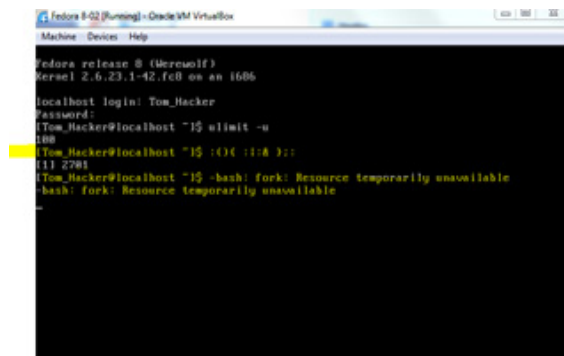 Fedora 8-02 [Running] - Oracle VM VirtualBox
Machine Devices Help
Fedora release 8 (Werewolf)
Kernel 2.6.23.1-42.fc8 on an i686
localhost login: Tom_Hacker
Password:
[Tom_Hacker@localhost ~]$ ulimit -u
100
[Tom_Hacker@localhost ~]$ :(){ :|:& };:
[1] 2701
[Tom_Hacker@localhost ~]$ -bash: fork: Resource temporarily unavailable
-bash: fork: Resource temporarily unavailable